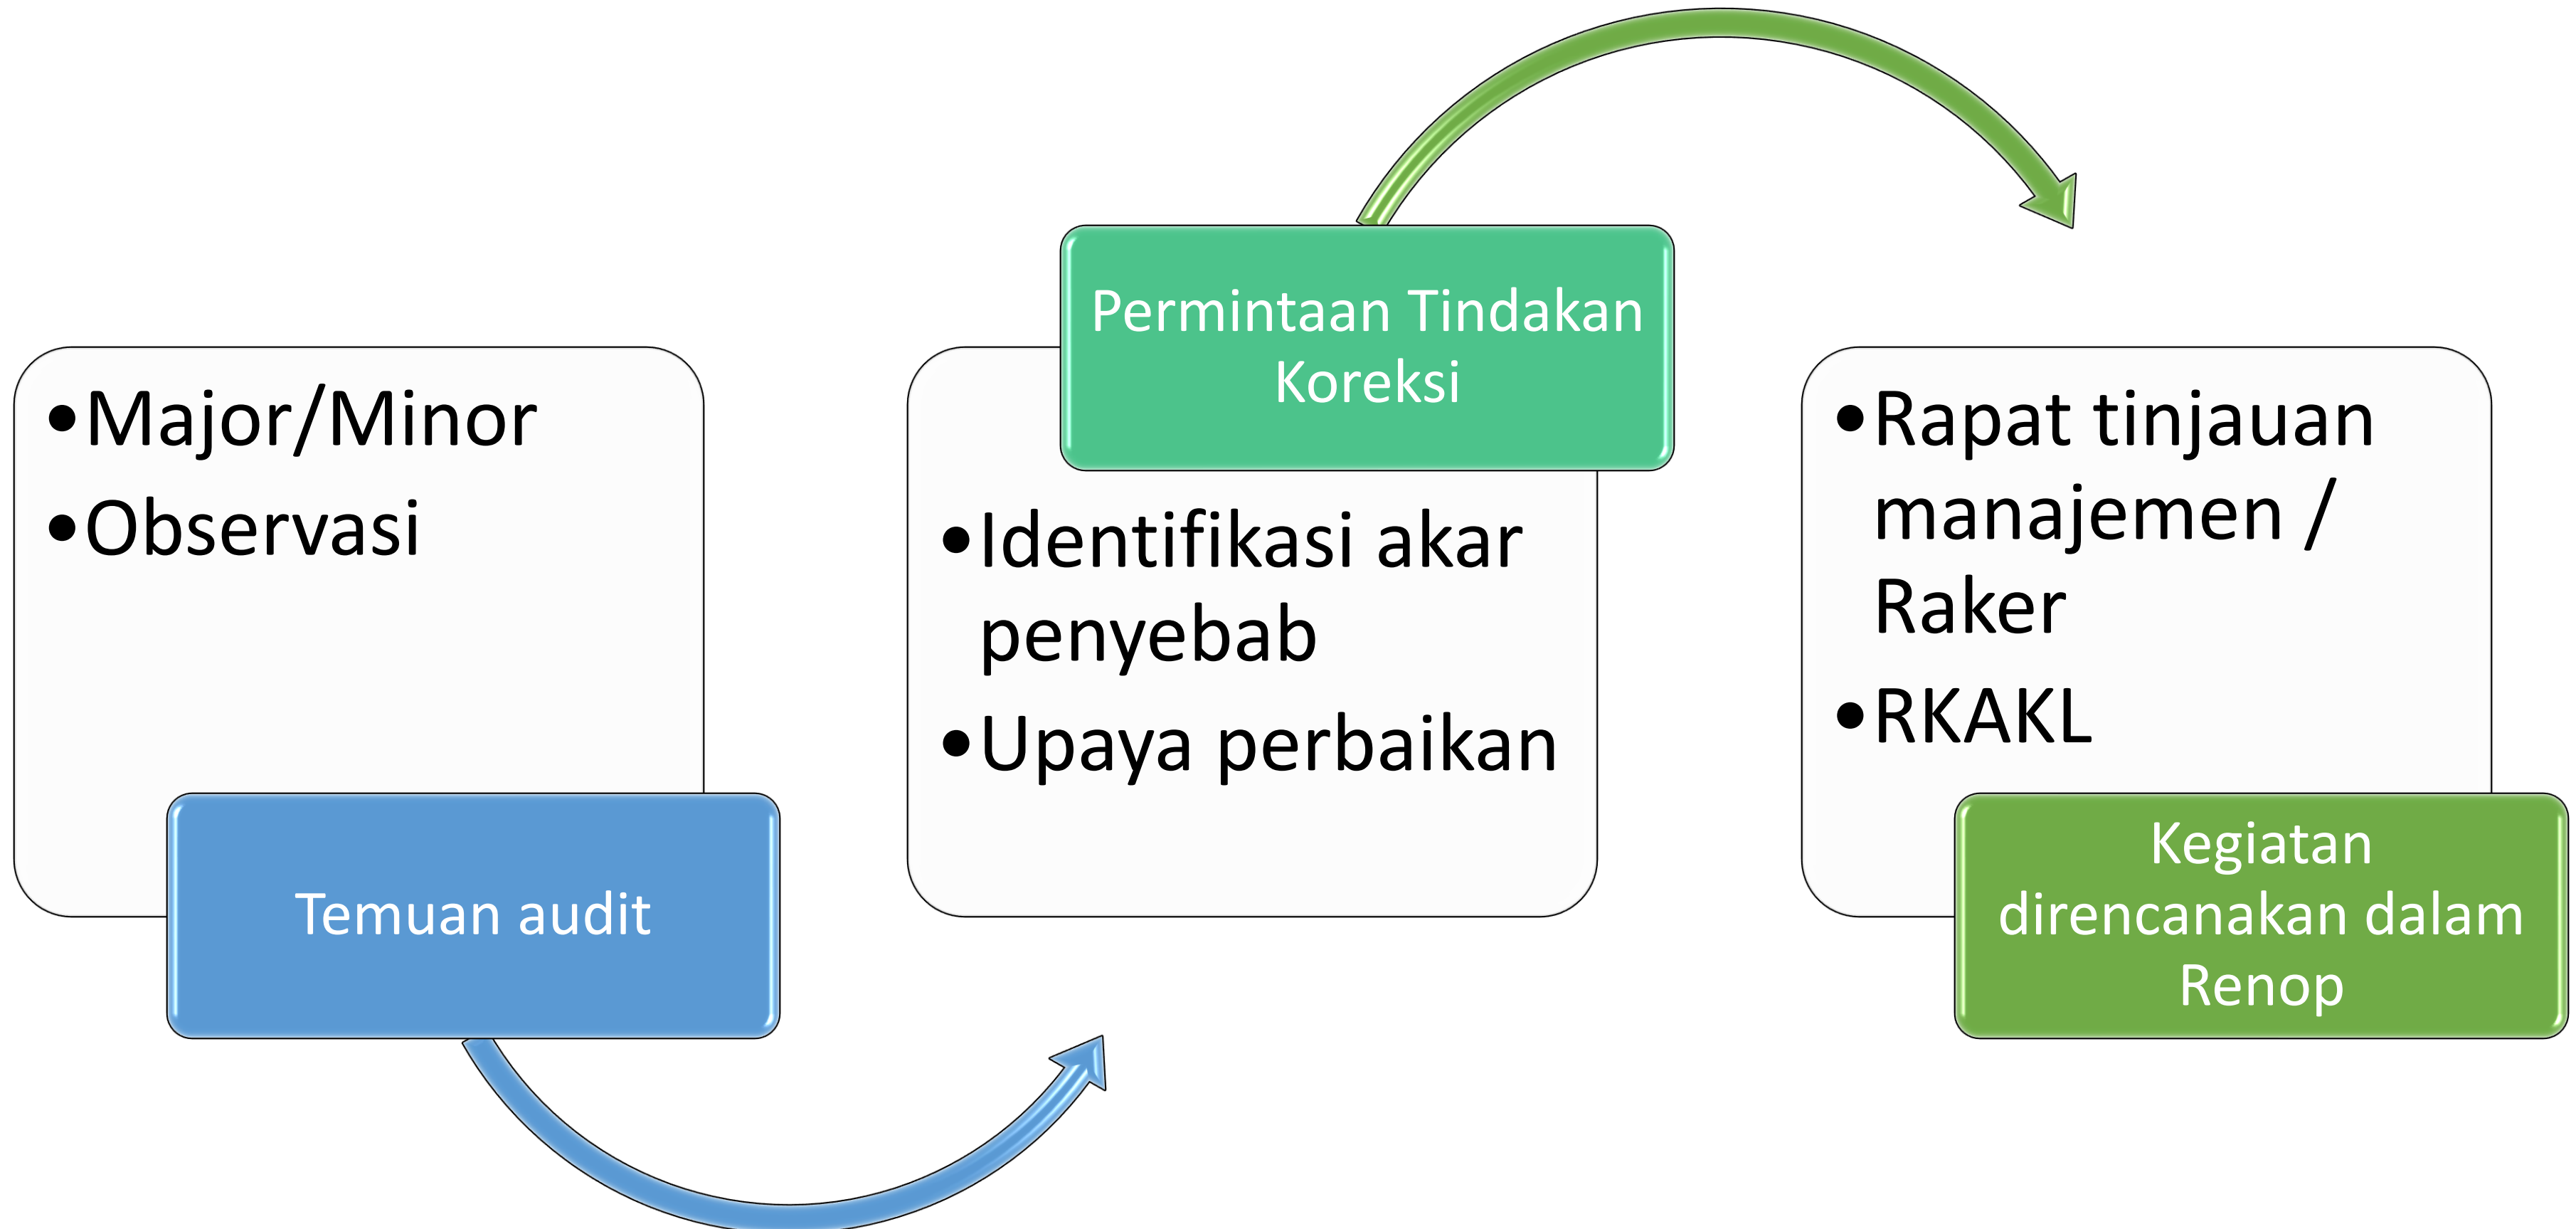 •Major/Minor
•Observasi
Temuan audit
Permintaan Tindakan
Koreksi
•Identifikasi akar
penyebab
•Upaya perbaikan
•Rapat tinjauan
manajemen /
Raker
•RKAKL
Kegiatan
direncanakan dalam
Renop